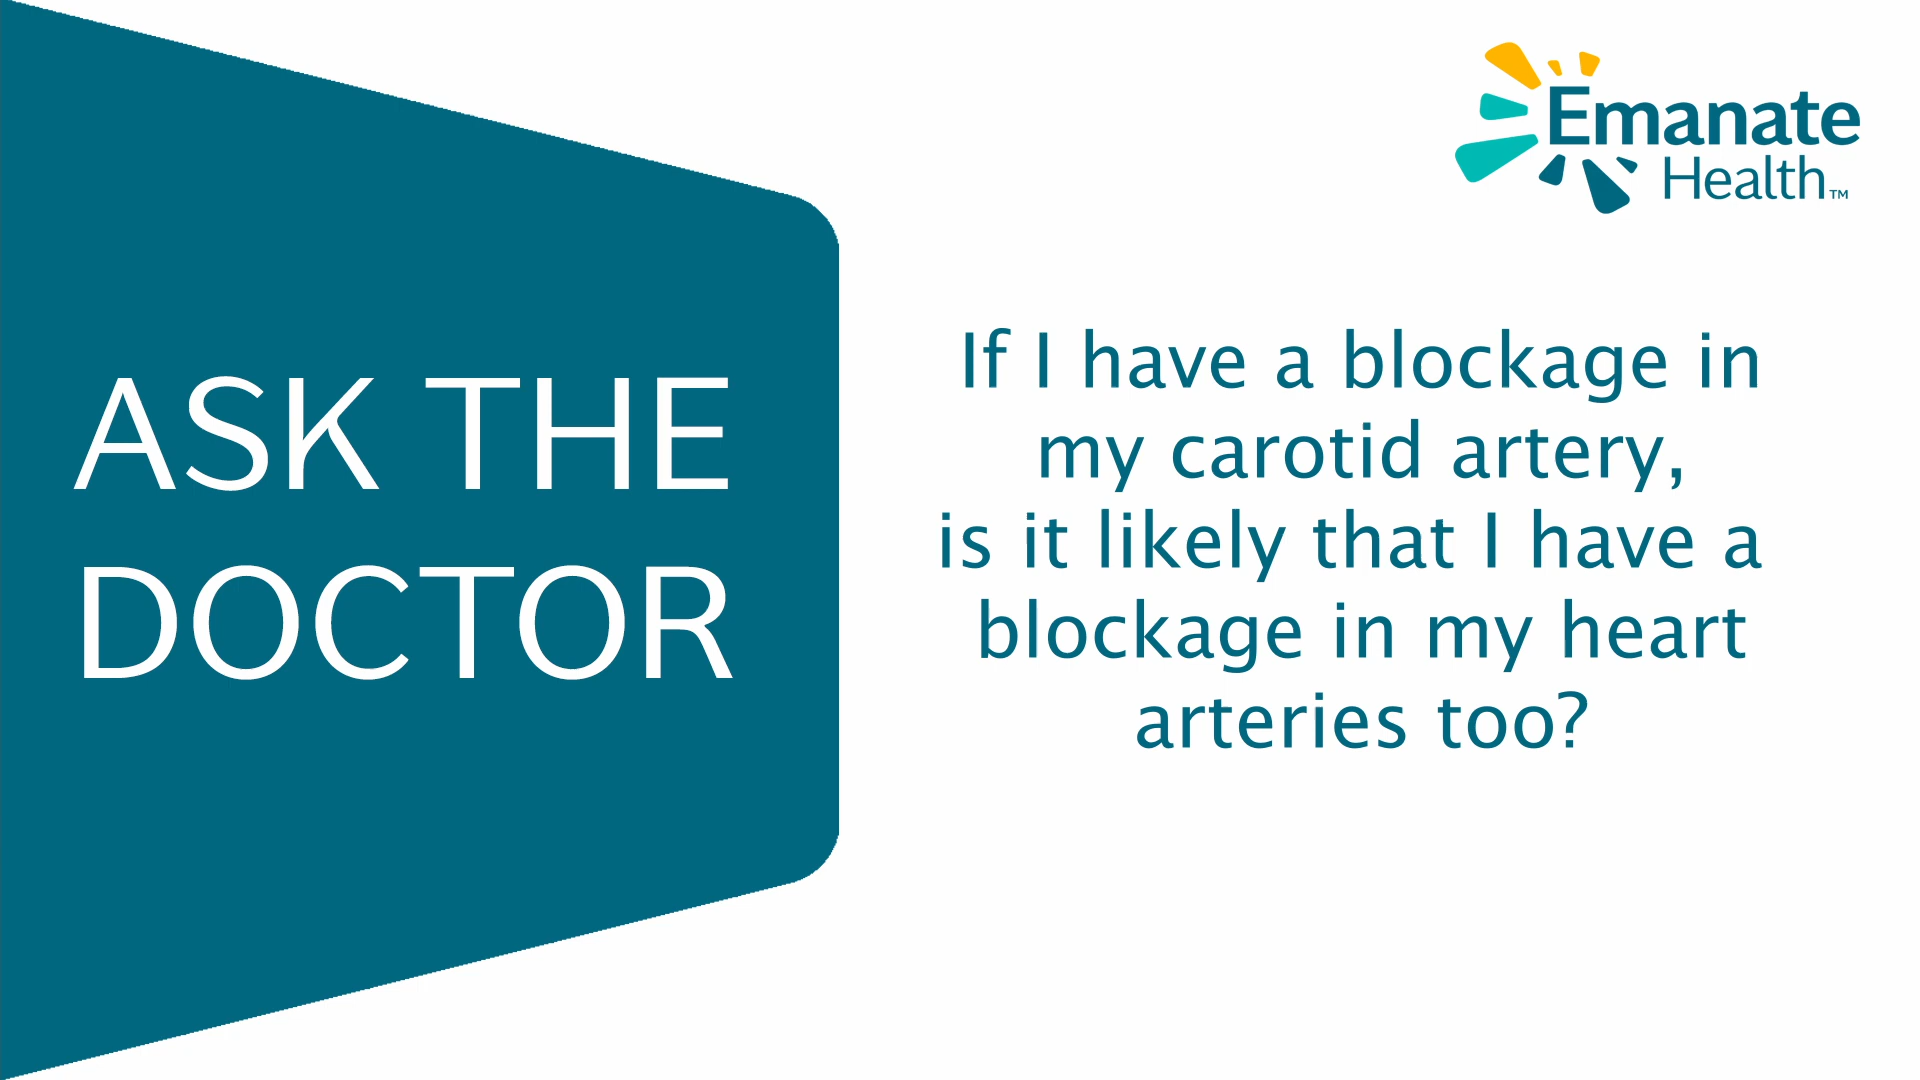 ASK THE
DOCTOR
Emanate
Health™
If I have a blockage in
my carotid artery,
is it likely that I have a
blockage in my heart
arteries too?